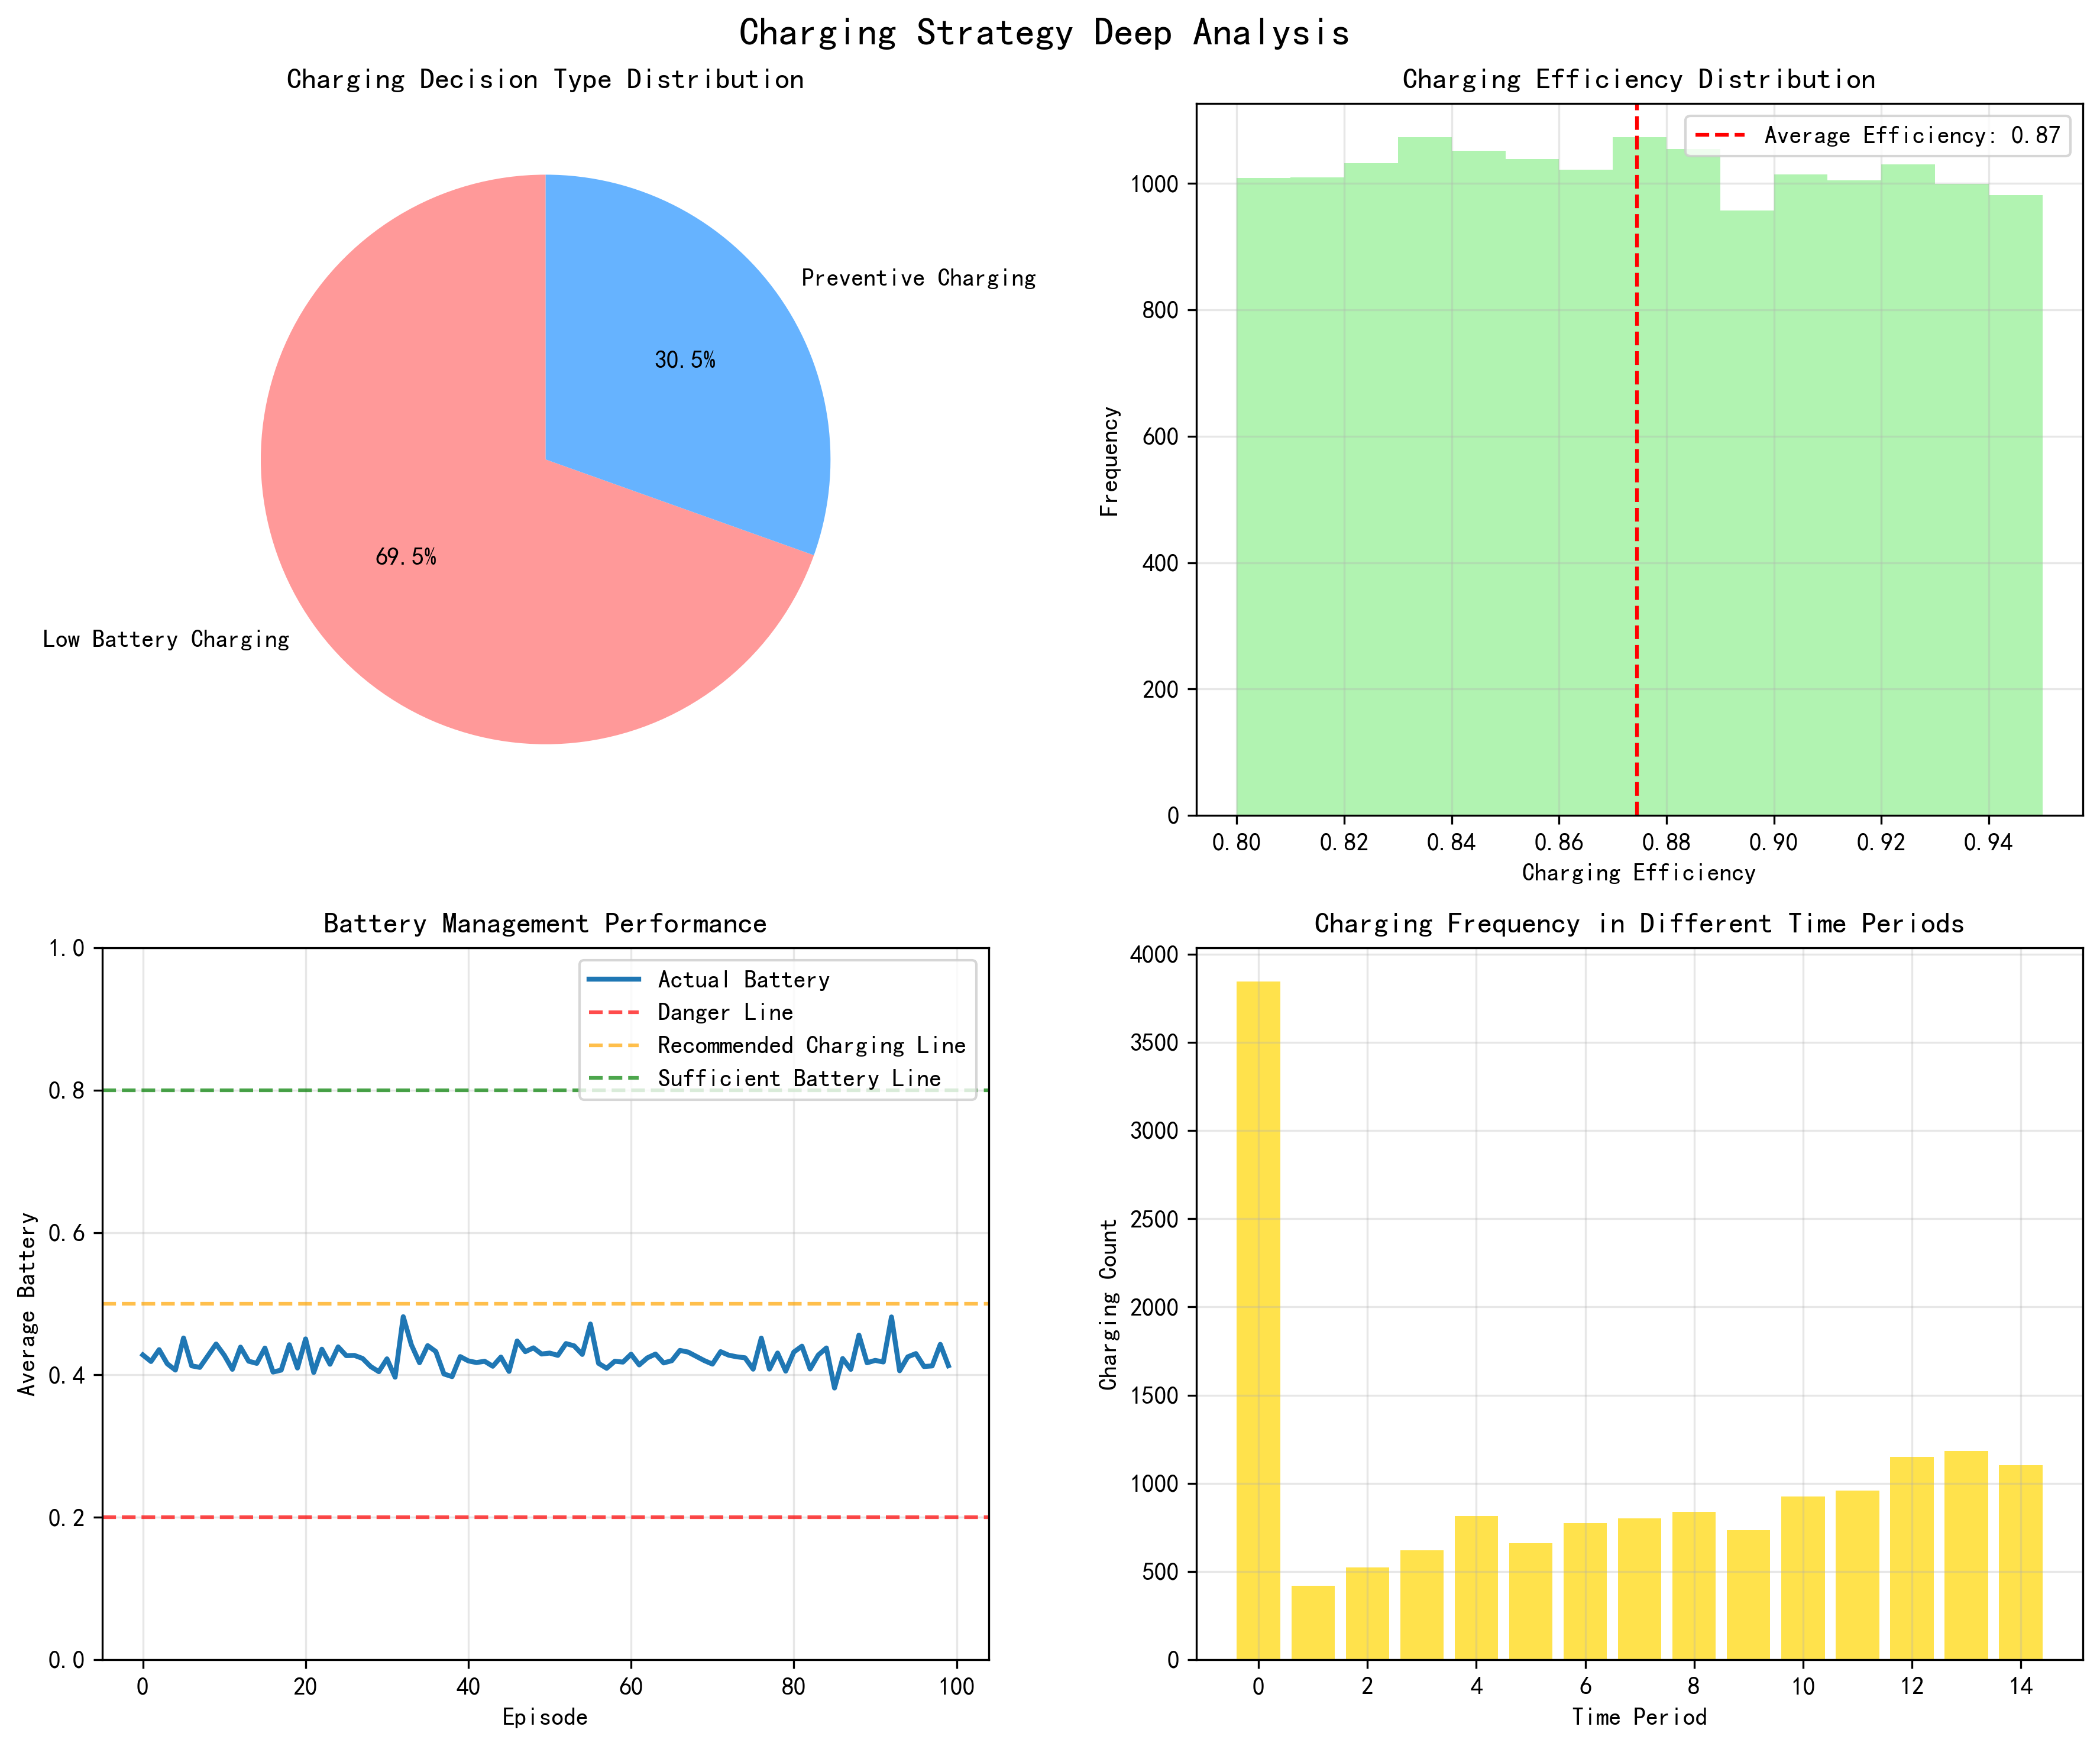 Charging Strategy Deep Analysis
Charging Decision Type Distribution
Preventive Charging
30.5%
69.5%
Low Battery Charging
Charging Efficiency Distribution
Average Efficiency: 0.87
Frequency
1000
800
600
400
200
0
0.80 0.82 0.84 0.86 0.88 0.90 0.92 0.94
Charging Efficiency
Battery Management Performance
Actual Battery
Danger Line
Recommended Charging Line
Sufficient Battery Line
Average Battery
1.0
0.8
0.6
0.4
0.2
0.0
0 20 40 60 80 100
Episode
Charging Frequency in Different Time Periods
Charging Count
4000
3500
3000
2500
2000
1500
1000
500
0
0 2 4 6 8 10 12 14
Time Period